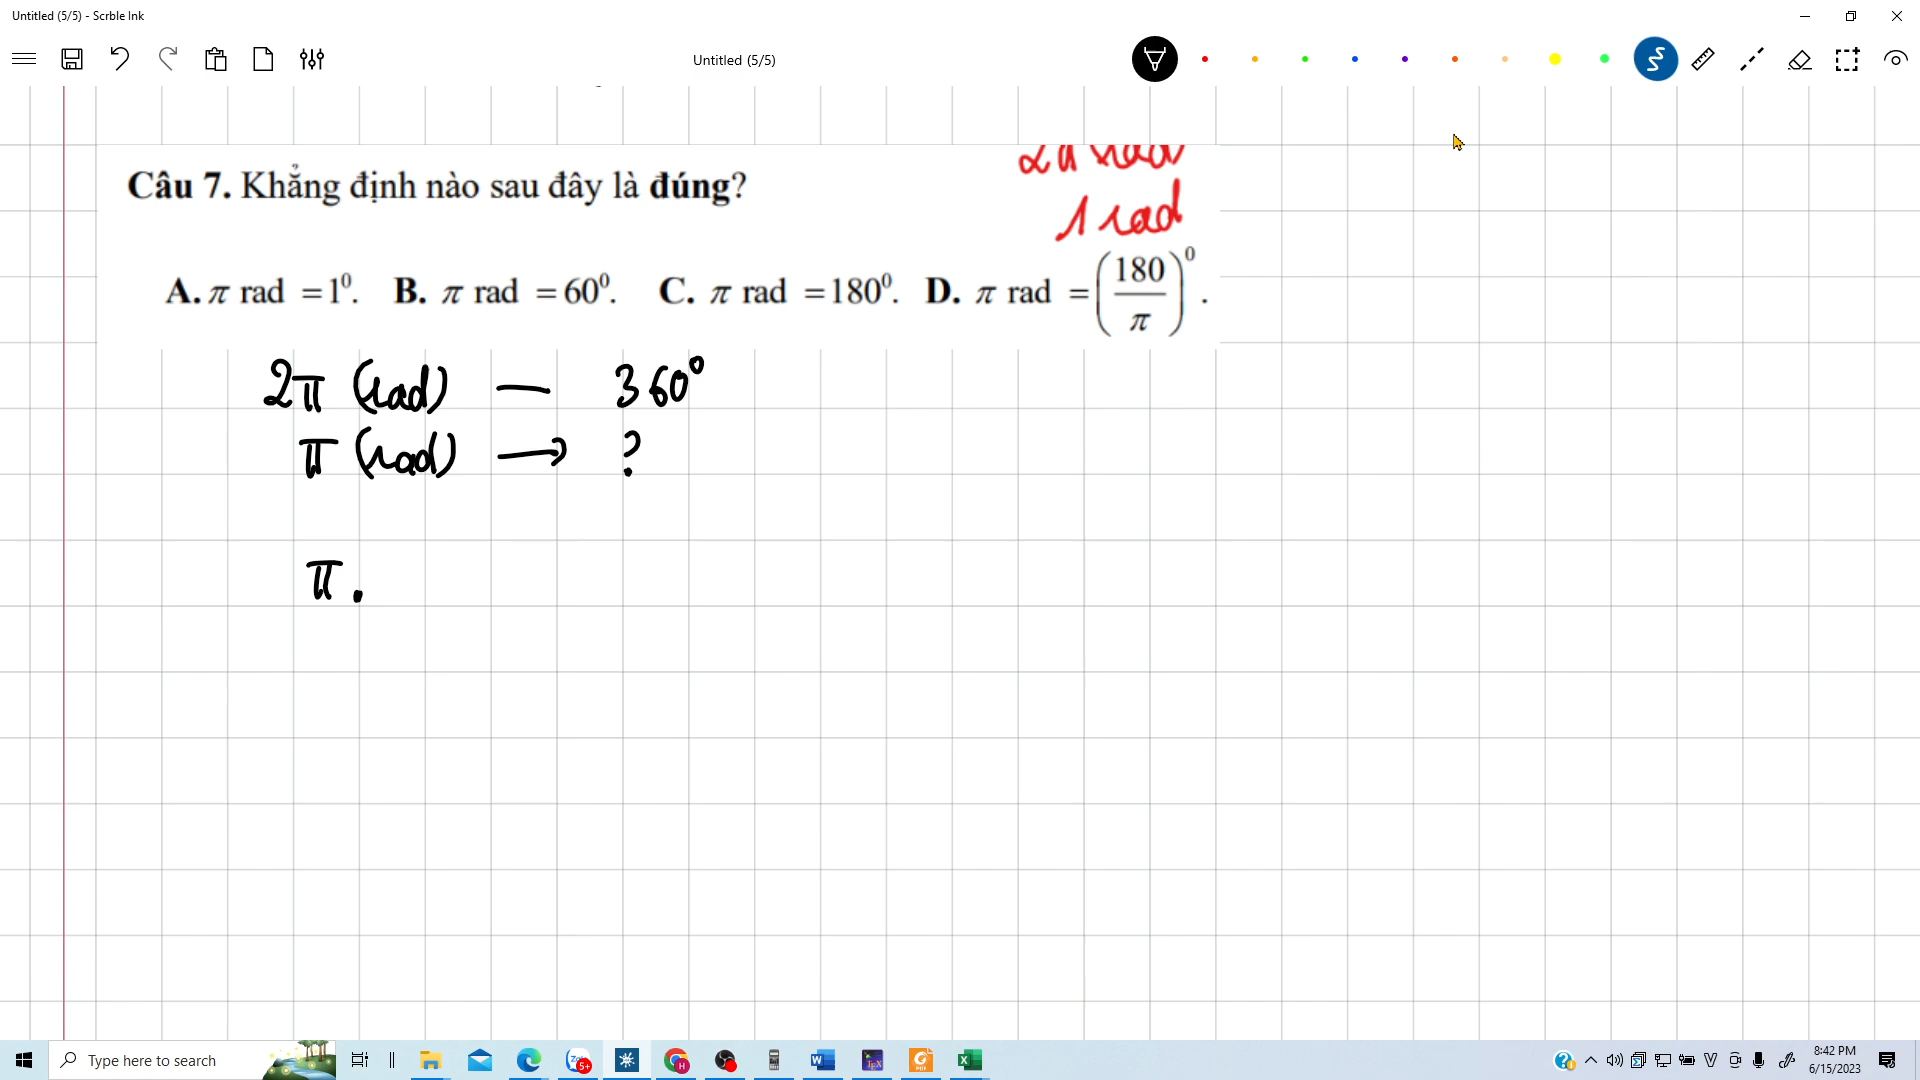 Untitled (5/5) - Scrble Ink
Untitled (5/5)
rad
Câu 7. Khẳng định nào sau đây là đúng?
1 rad
A. π rad = 1⁰. B. π rad = 60⁰. C. π rad = 180⁰. D. π rad = (180/π)⁰.
2π (rad) — 360⁰
π (rad) → ?
π .
Type here to search
8:42 PM
6/15/2023